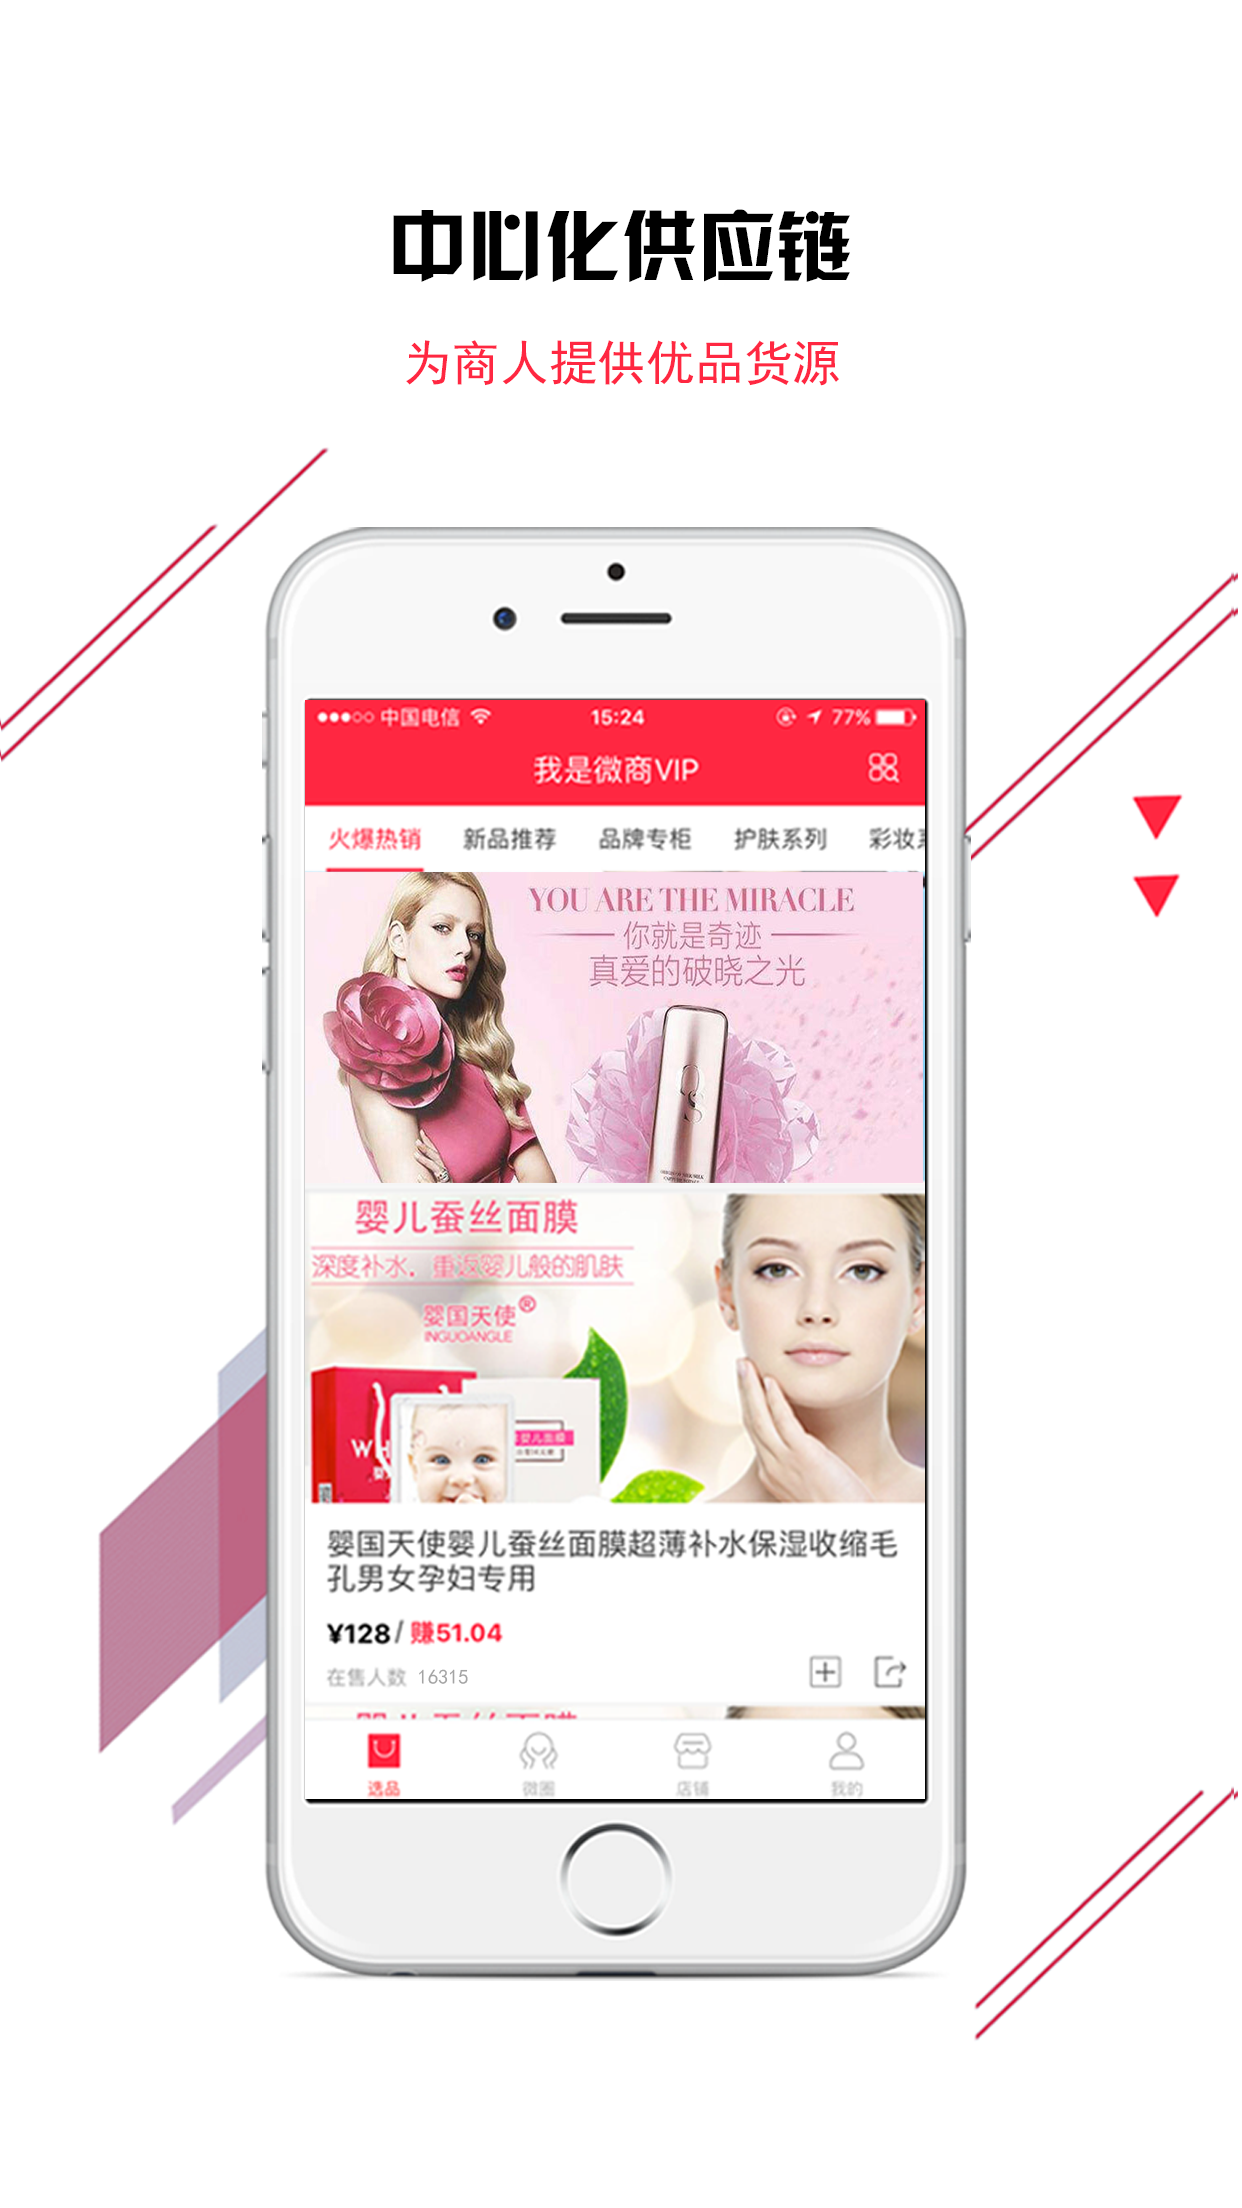 中心化供应链
为商人提供优品货源
中国电信
15:24
77%
我是微商VIP
火爆热销 新品推荐 品牌专柜 护肤系列 彩妆
YOU ARE THE MIRACLE
你就是奇迹
真爱的破晓之光
婴儿蚕丝面膜
深度补水，重返婴儿般的肌肤
婴国天使®
INGUOANGLE
婴国天使婴儿蚕丝面膜超薄补水保湿收缩毛
孔男女孕妇专用
¥128 / 赚51.04
在售人数 16315
选品 微圈 店铺 我的